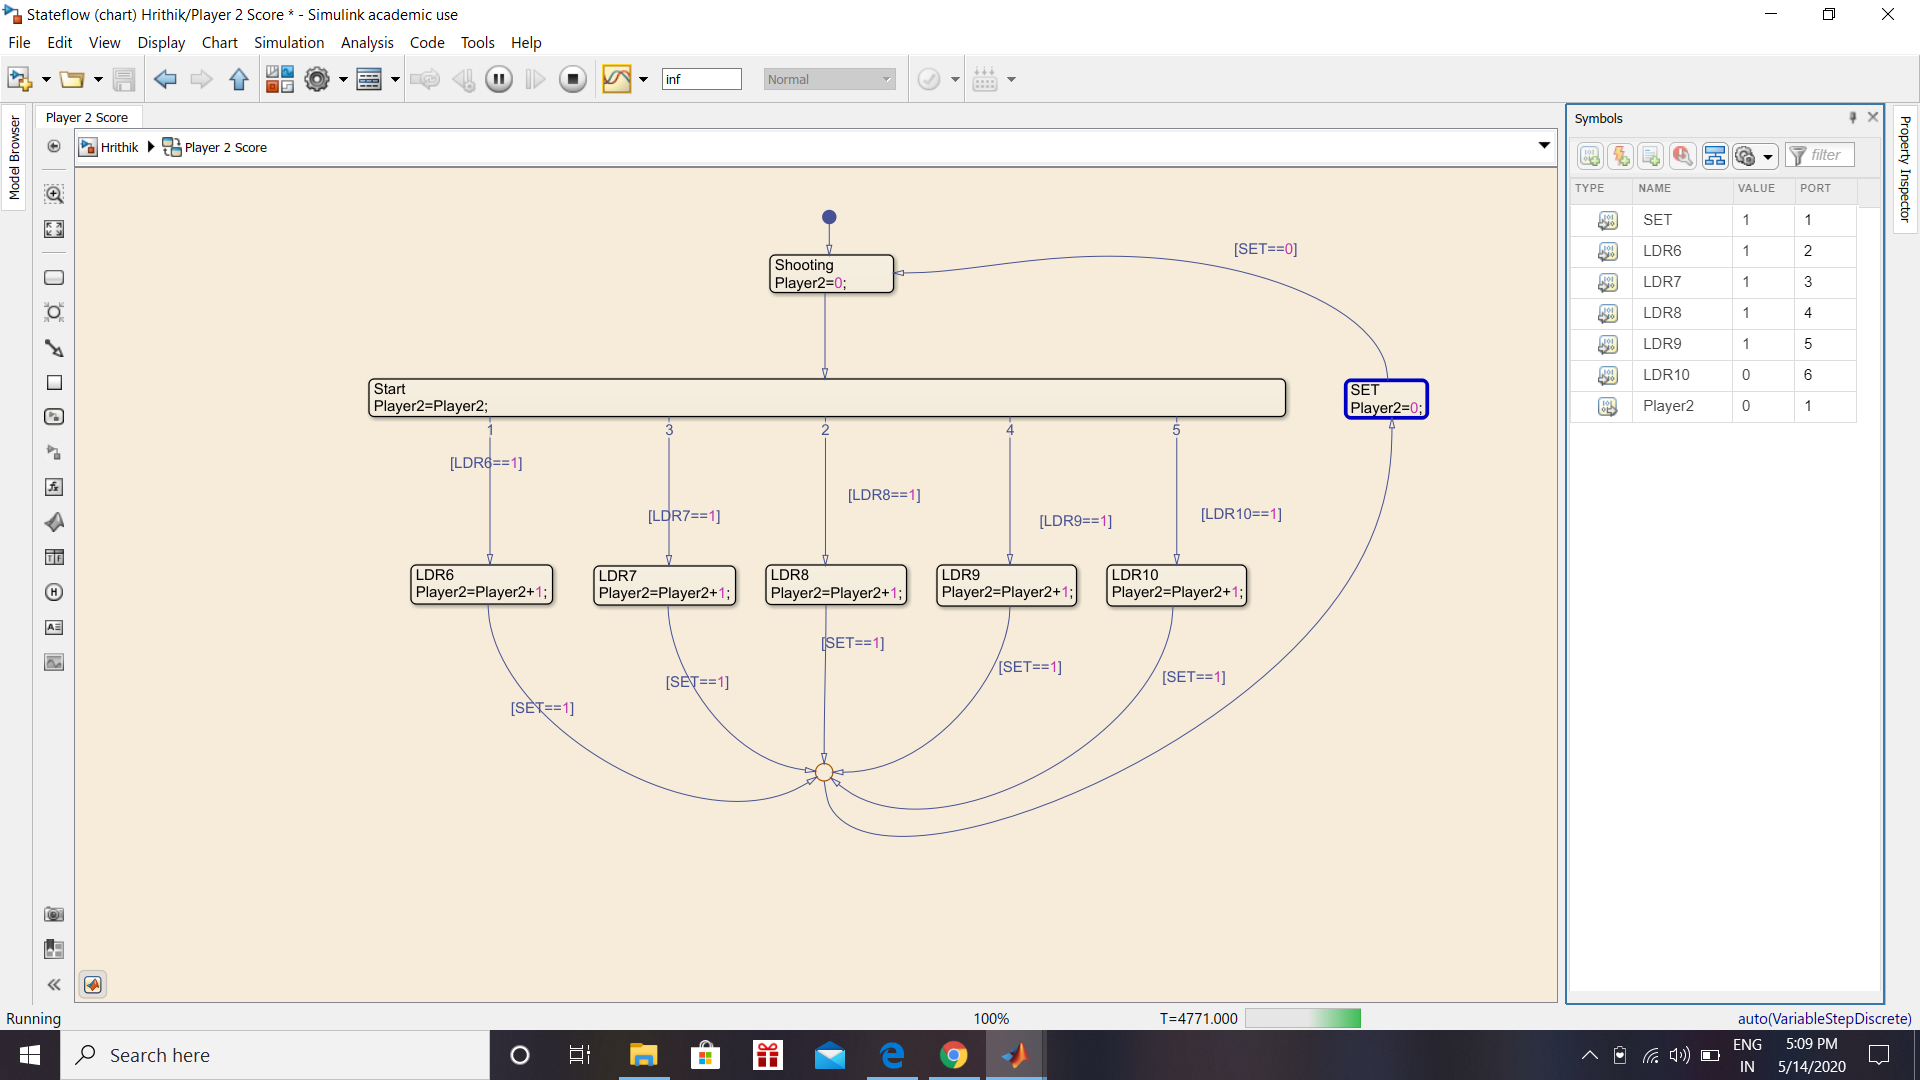 Stateflow (chart) Hrithik/Player 2 Score * - Simulink academic use
File Edit View Display Chart Simulation Analysis Code Tools Help
inf Normal
Player 2 Score
Model Browser
Hrithik Player 2 Score
Symbols
Property Inspector
filter
TYPE NAME VALUE PORT
SET 1 1
LDR6 1 2
LDR7 1 3
LDR8 1 4
LDR9 1 5
LDR10 0 6
Player2 0 1
[SET==0]
Shooting
Player2=0;
Start
Player2=Player2;
SET
Player2=0;
1 3 2 4 5
[LDR6==1]
[LDR7==1]
[LDR8==1]
[LDR9==1]
[LDR10==1]
LDR6
Player2=Player2+1;
LDR7
Player2=Player2+1;
LDR8
Player2=Player2+1;
LDR9
Player2=Player2+1;
LDR10
Player2=Player2+1;
[SET==1]
[SET==1]
[SET==1]
[SET==1]
[SET==1]
Running 100% T=4771.000 auto(VariableStepDiscrete)
Search here
ENG
IN
5:09 PM
5/14/2020